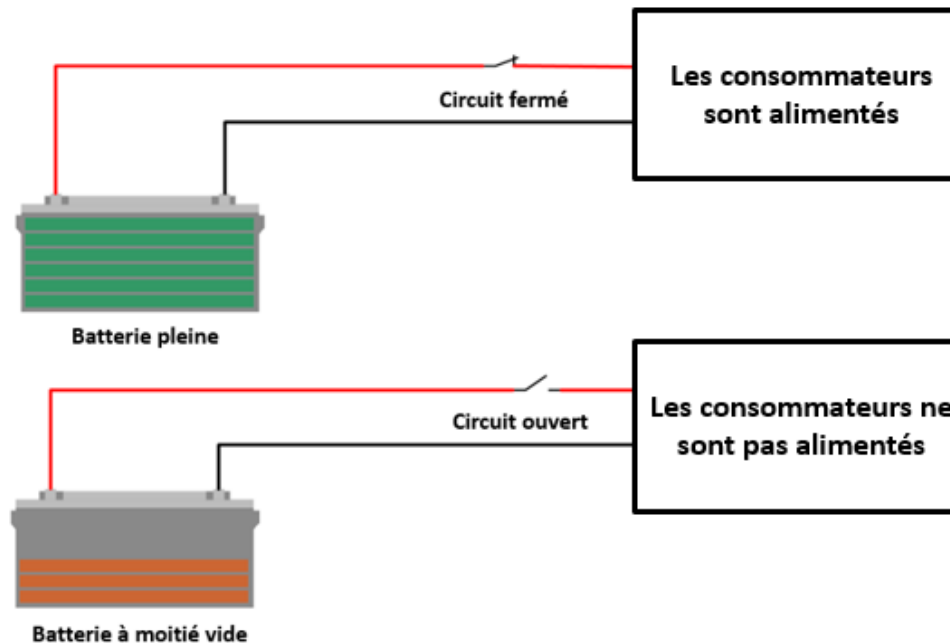 Les consommateurs
sont alimentés
Circuit fermé
Batterie pleine
Les consommateurs ne
sont pas alimentés
Circuit ouvert
Batterie à moitié vide